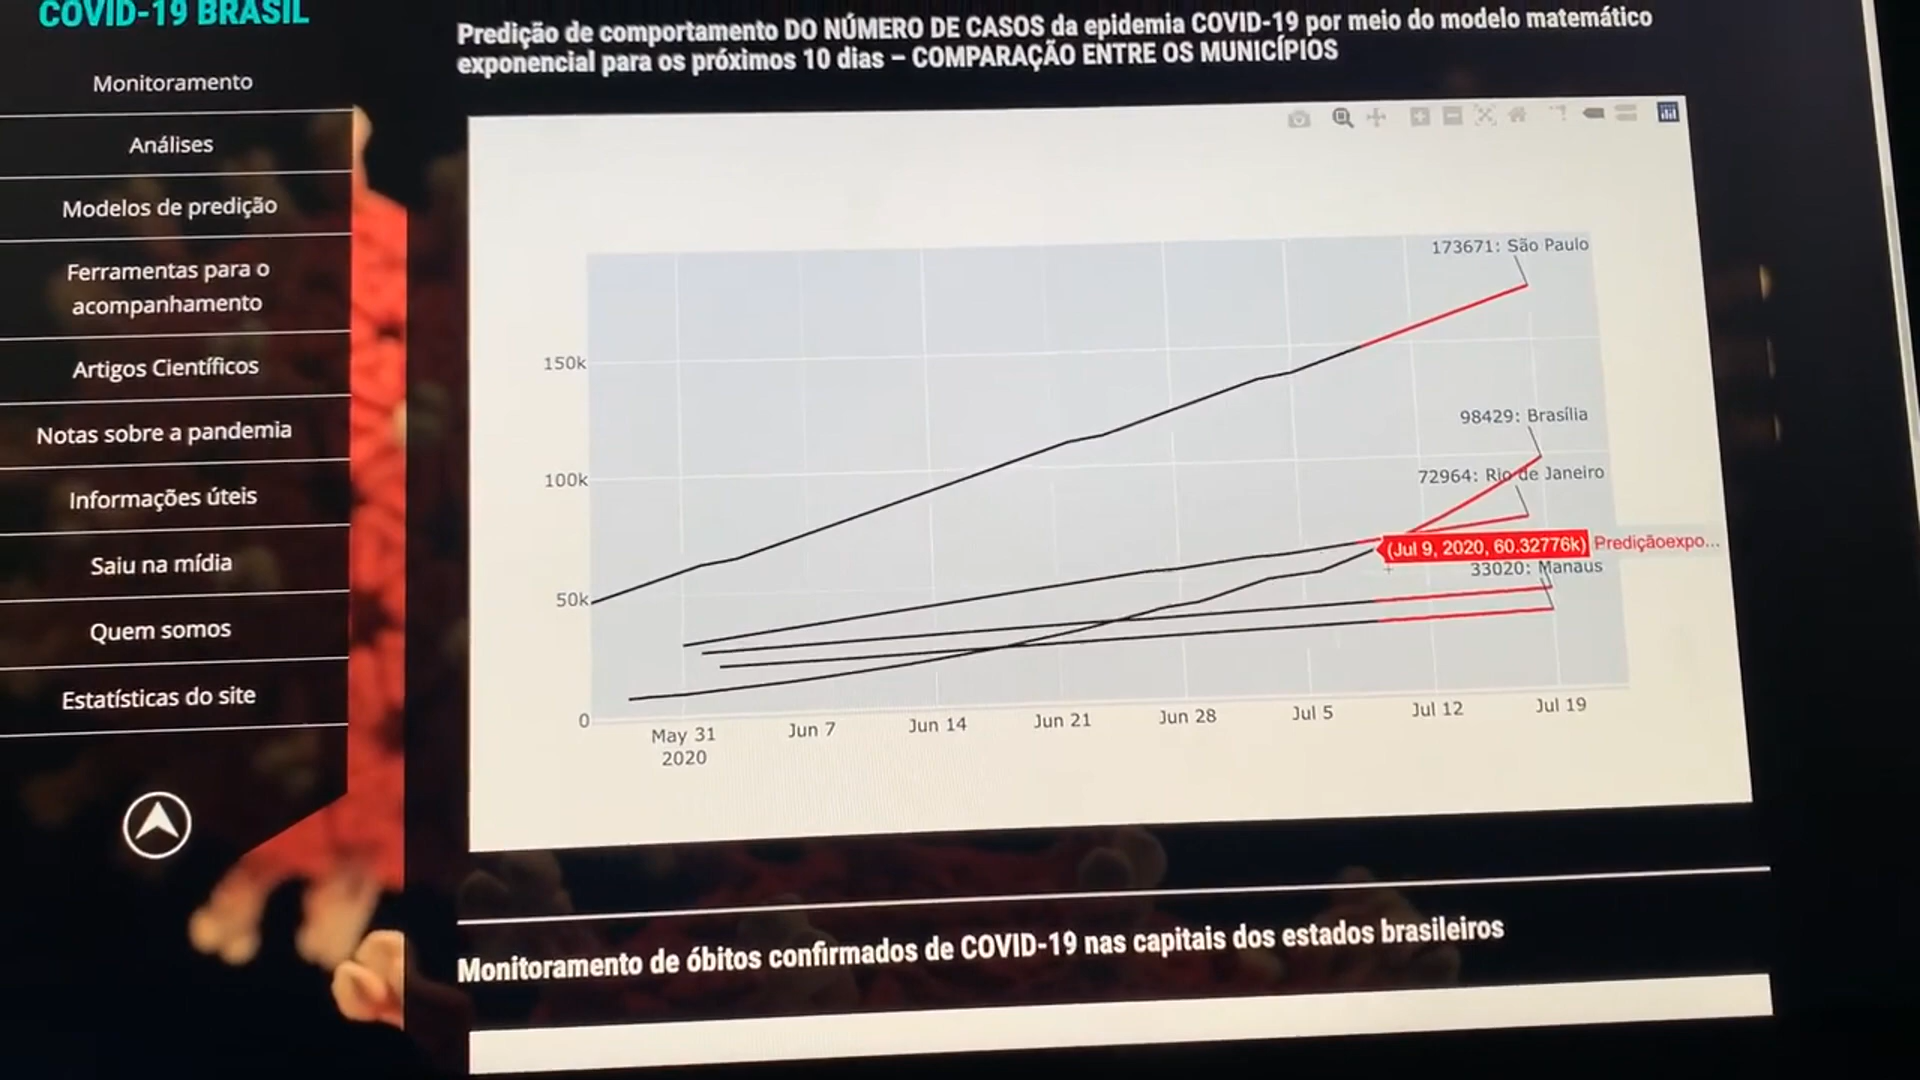 COVID-19 BRASIL
Monitoramento
Análises
Modelos de predição
Ferramentas para o
acompanhamento
Artigos Científicos
Notas sobre a pandemia
Informações úteis
Saiu na mídia
Quem somos
Estatísticas do site
Predição de comportamento DO NÚMERO DE CASOS da epidemia COVID-19 por meio do modelo matemático
exponencial para os próximos 10 dias – COMPARAÇÃO ENTRE OS MUNICÍPIOS
173671: São Paulo
150k
98429: Brasília
72964: Rio de Janeiro
100k
(Jul 9, 2020, 60.32776k) Prediçãoexpo...
33020: Manaus
50k
0
May 31
2020
Jun 7
Jun 14
Jun 21
Jun 28
Jul 5
Jul 12
Jul 19
Monitoramento de óbitos confirmados de COVID-19 nas capitais dos estados brasileiros